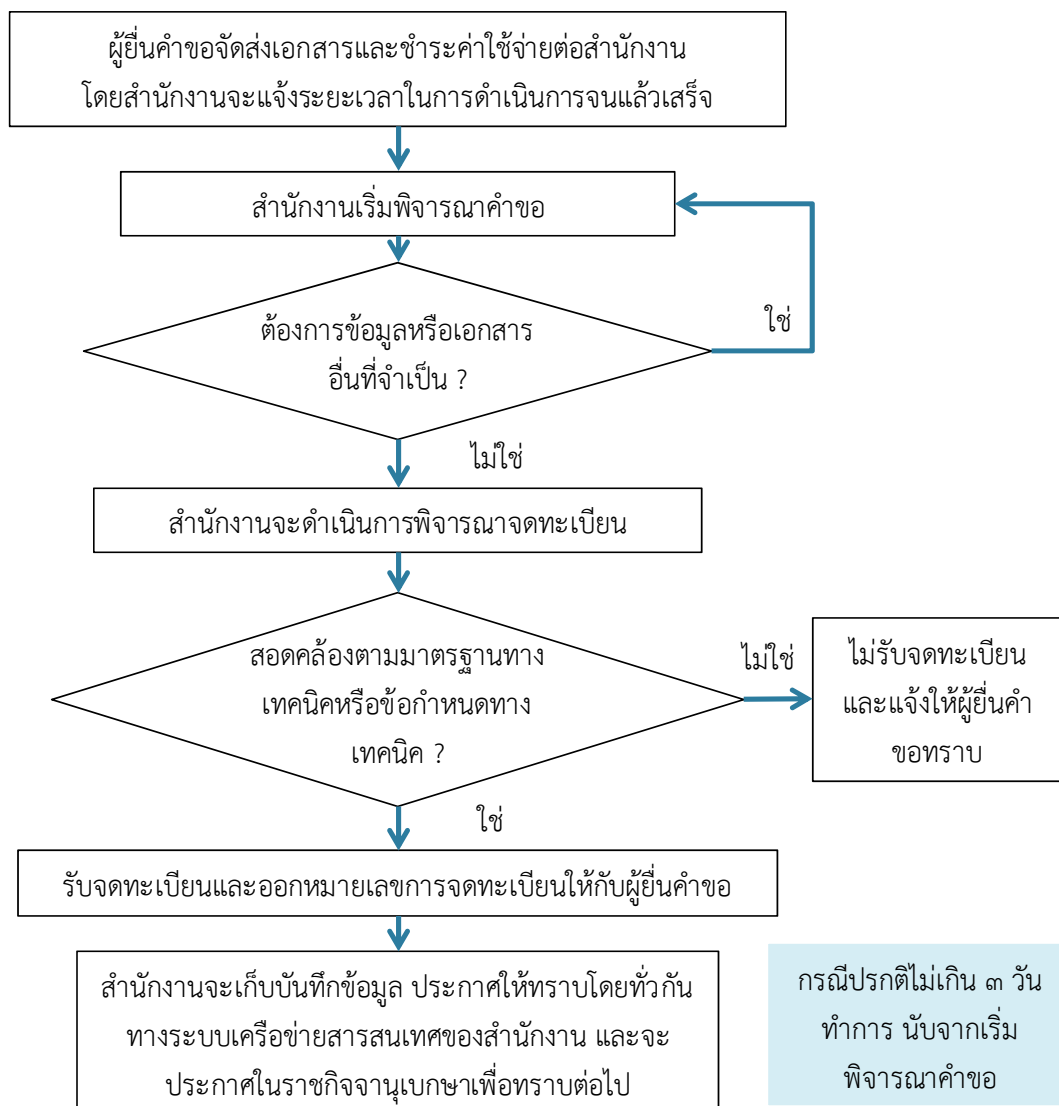 ผู้ยื่นคำขอจัดส่งเอกสารและชำระค่าใช้จ่ายต่อสำนักงาน
โดยสำนักงานจะแจ้งระยะเวลาในการดำเนินการจนแล้วเสร็จ
สำนักงานเริ่มพิจารณาคำขอ
ต้องการข้อมูลหรือเอกสาร
อื่นที่จำเป็น ?
ใช่
ไม่ใช่
สำนักงานจะดำเนินการพิจารณาจดทะเบียน
สอดคล้องตามมาตรฐานทาง
เทคนิคหรือข้อกำหนดทาง
เทคนิค ?
ไม่ใช่
ไม่รับจดทะเบียน
และแจ้งให้ผู้ยื่นคำ
ขอทราบ
ใช่
รับจดทะเบียนและออกหมายเลขการจดทะเบียนให้กับผู้ยื่นคำขอ
สำนักงานจะเก็บบันทึกข้อมูล ประกาศให้ทราบโดยทั่วกัน
ทางระบบเครือข่ายสารสนเทศของสำนักงาน และจะ
ประกาศในราชกิจจานุเบกษาเพื่อทราบต่อไป
กรณีปรกติไม่เกิน ๓ วัน
ทำการ นับจากเริ่ม
พิจารณาคำขอ